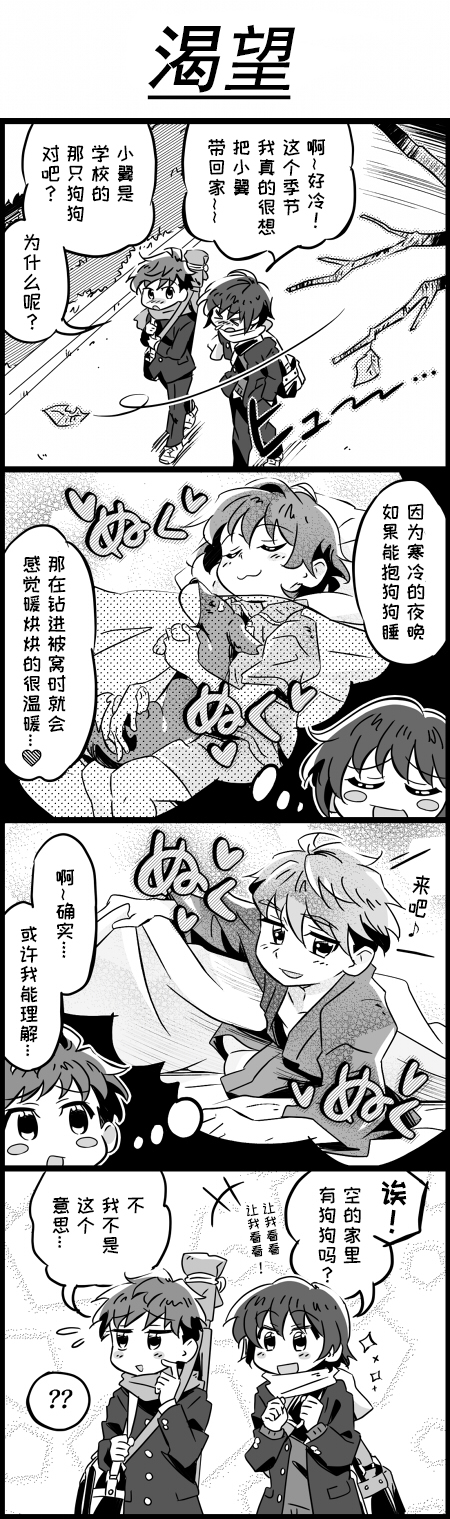 渴望
啊～好冷！
这个季节
我真的很想
把小翼
带回家～
小翼是
学校的
那只狗狗
对吧？
为什么呢？
ヒュ～～…
因为寒冷的夜晚
如果能抱狗狗睡
那在钻进被窝时就会
感觉暖烘烘的很温暖…♥
ぬく
ぬく
来吧♪
啊～确实…
或许我能理解…
ぬく
ぬく
诶！
空的家里
有狗狗吗？
让我看看
让我看看！
不
我不是
这个
意思…
??